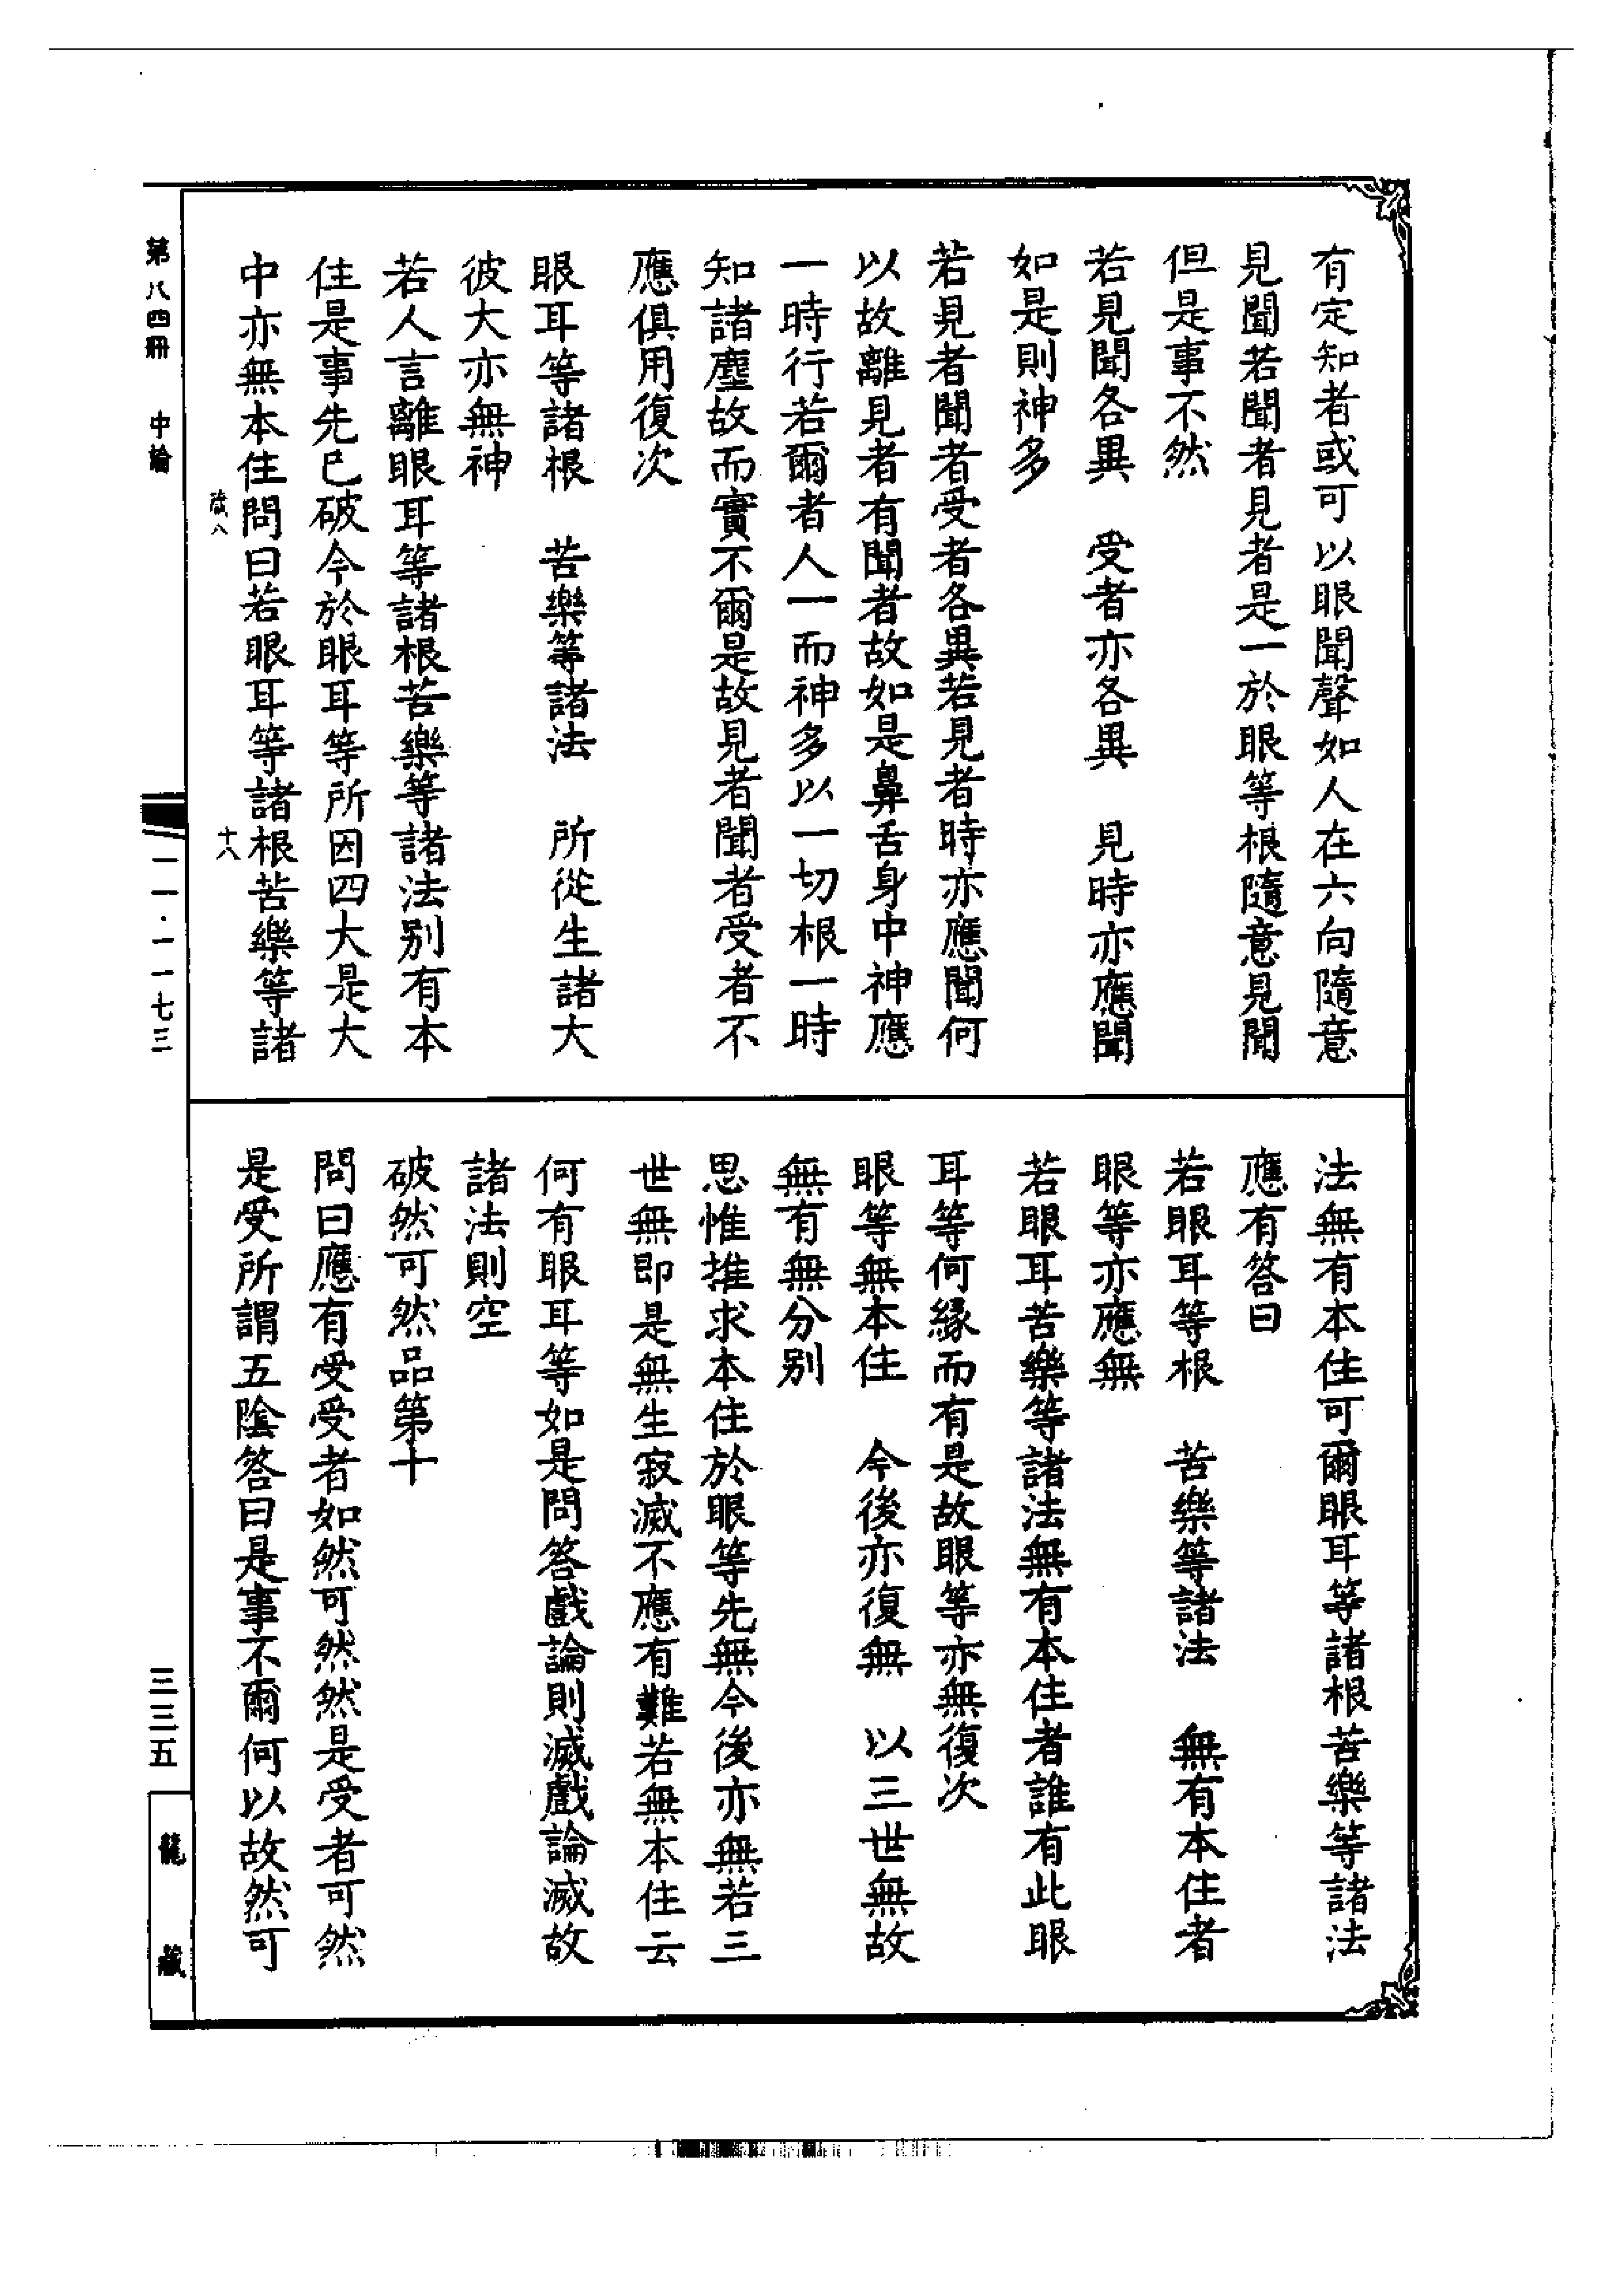 有定知者或可以眼聞聲如人在六向隨意
見聞若聞者見者是一於眼等根隨意見聞
但是事不然
若見聞各異　受者亦各異　見時亦應聞
如是則神多
若見者聞者受者各異若見者時亦應聞何
以故離見者有聞者故如是鼻舌身中神應
一時行若爾者人一而神多以一切根一時
知諸塵故而實不爾是故見者聞者受者不
應俱用復次
眼耳等諸根　苦樂等諸法　所從生諸大
彼大亦無神
若人言離眼耳等諸根苦樂等諸法別有本
住是事先已破今於眼耳等所因四大是大
中亦無本住問曰若眼耳等諸根苦樂等諸
法無有本住可爾眼耳等諸根苦樂等諸法
應有答曰
若眼耳等根　苦樂等諸法　無有本住者
眼等亦應無
若眼耳苦樂等諸法無有本住者誰有此眼
耳等何緣而有是故眼等亦無復次
眼等無本住　今後亦復無　以三世無故
無有無分別
思惟推求本住於眼等先無今後亦無若三
世無即是無生寂滅不應有難若無本住云
何有眼耳等如是問答戲論則滅戲論滅故
諸法則空
破然可然品第十
問曰應有受受者如然可然然是受者可然
是受所謂五陰答曰是事不爾何以故然可
第八四冊　中論
十八
一一·一一七三
三三五
龍藏